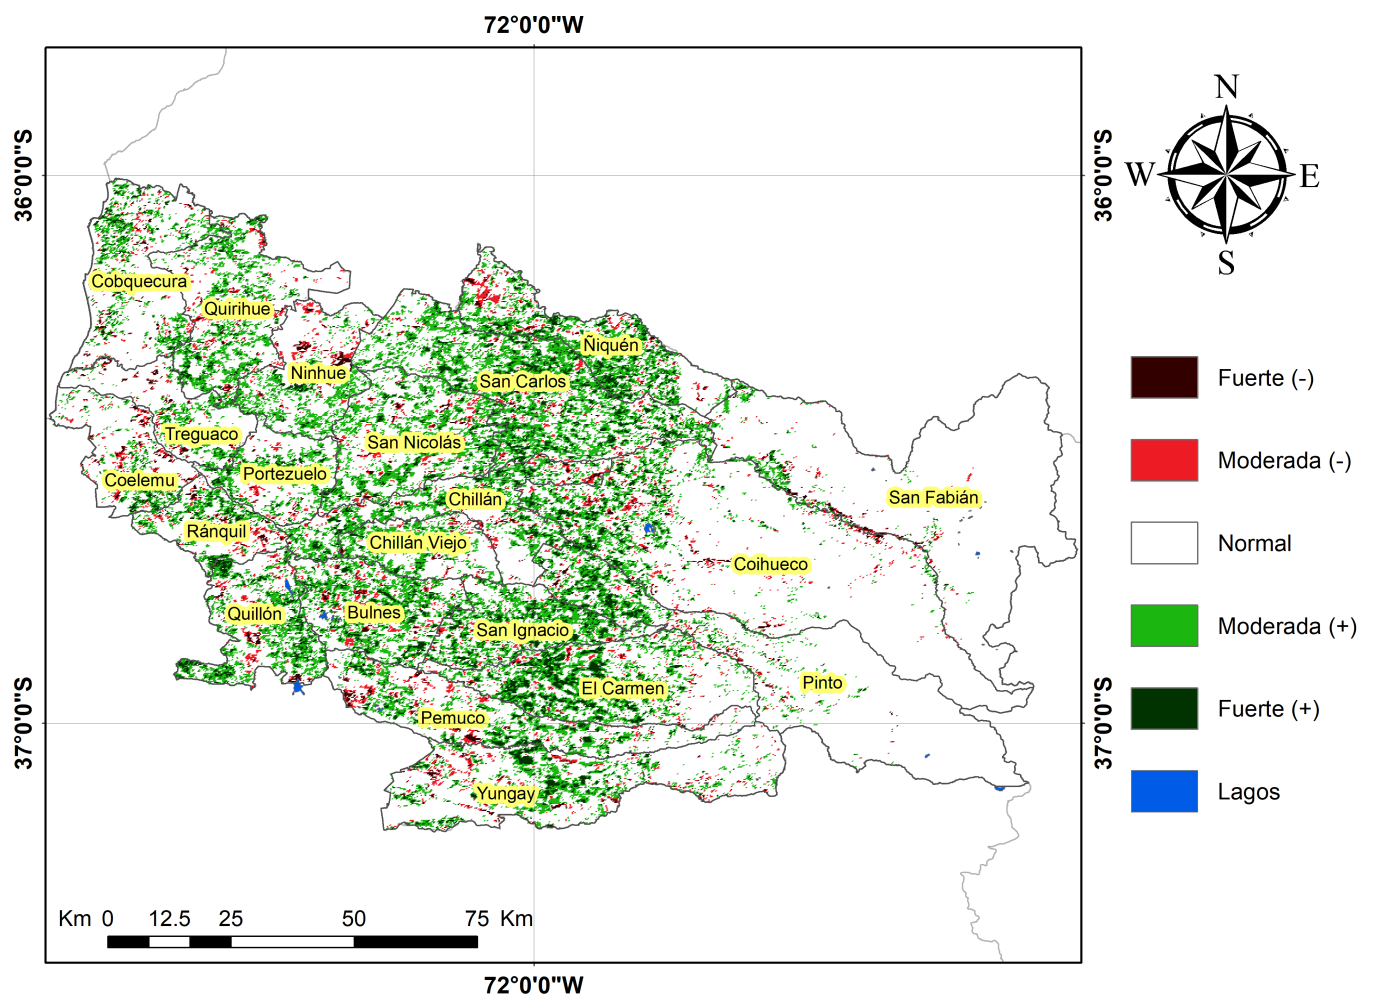 72°0'0"W
N
W
E
S
36°0'0"S
36°0'0"S
Cobquecura
Quirihue
Ñiquén
Ninhue
San Carlos
Treguaco
San Nicolás
Portezuelo
Coelemu
Chillán
San Fabián
Ránquil
Chillán Viejo
Coihueco
Quillón
Bulnes
San Ignacio
El Carmen
Pinto
Pemuco
Yungay
37°0'0"S
37°0'0"S
Fuerte (-)
Moderada (-)
Normal
Moderada (+)
Fuerte (+)
Lagos
Km 0 12.5 25 50 75 Km
72°0'0"W